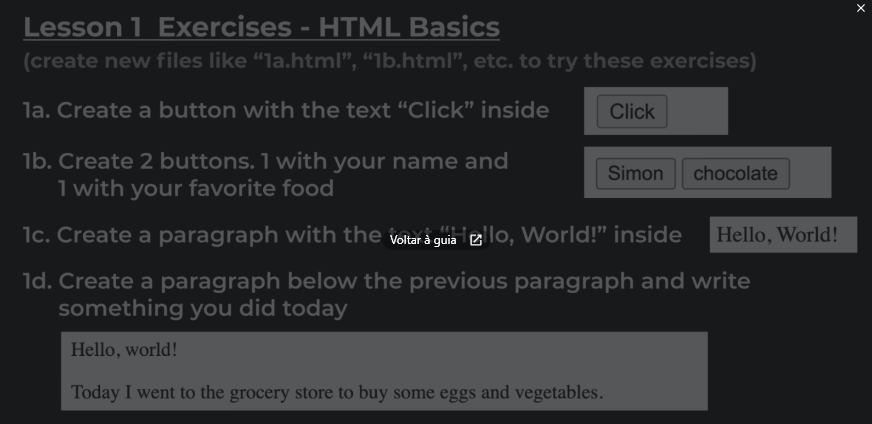 Lesson 1 Exercises - HTML Basics
(create new files like “1a.html”, “1b.html”, etc. to try these exercises)
1a. Create a button with the text “Click” inside
Click
1b. Create 2 buttons. 1 with your name and
1 with your favorite food
Simon chocolate
1c. Create a paragraph with the text “Hello, World!” inside
Hello, World!
Voltar à guia
1d. Create a paragraph below the previous paragraph and write
something you did today
Hello, world!
Today I went to the grocery store to buy some eggs and vegetables.